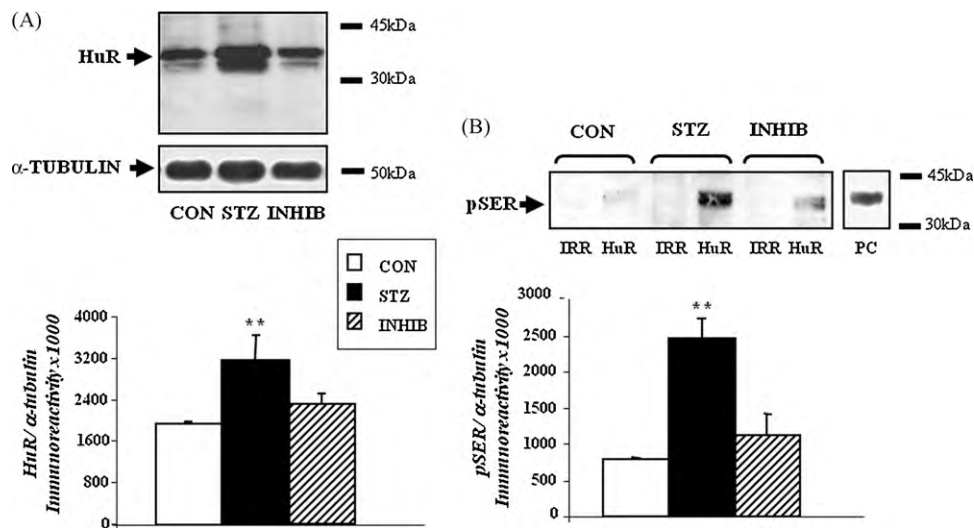 (A)
45kDa
HuR
30kDa
α-TUBULIN
50kDa
CON STZ INHIB
CON
STZ
INHIB
4000
3200
2400
1600
800
0
HuR/ α-tubulin
Immunoreactivity x1000
**
(B)
CON STZ INHIB
45kDa
pSER
30kDa
IRR HuR IRR HuR IRR HuR PC
3000
2500
2000
1500
1000
500
0
pSER/ α-tubulin
Immunoreactivity x1000
**